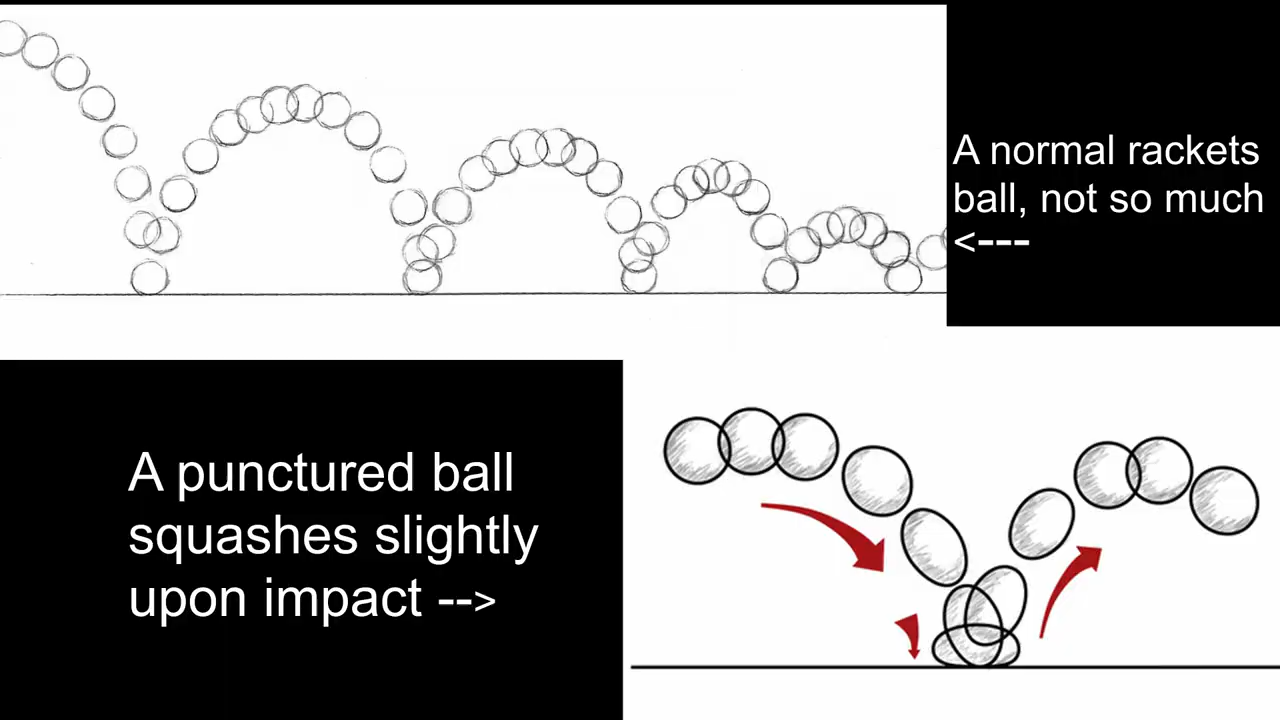 A normal rackets
ball, not so much
<---
A punctured ball
squashes slightly
upon impact -->